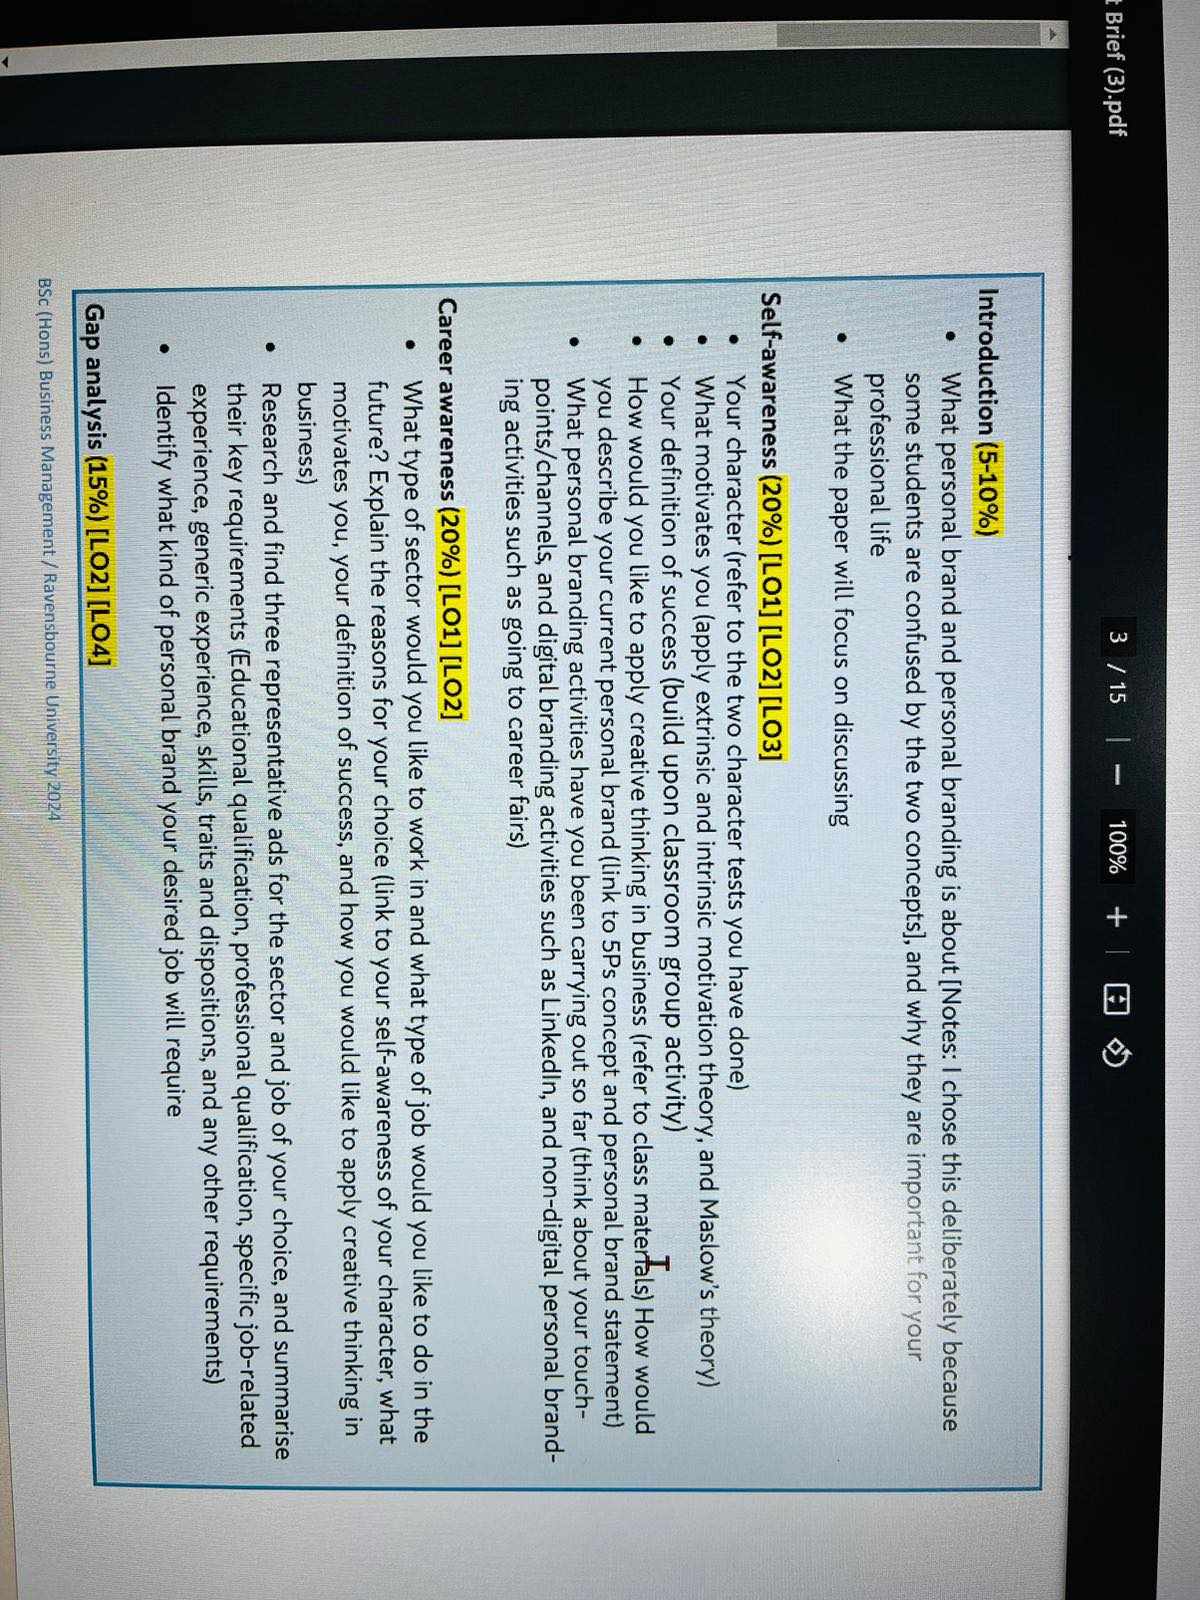 t Brief (3).pdf
3 / 15
100%
Introduction (5-10%)
• What personal brand and personal branding is about [Notes: I chose this deliberately because
some students are confused by the two concepts], and why they are important for your
professional life
• What the paper will focus on discussing
Self-awareness (20%) [LO1] [LO2] [LO3]
• Your character (refer to the two character tests you have done)
• What motivates you (apply extrinsic and intrinsic motivation theory, and Maslow's theory)
• Your definition of success (build upon classroom group activity)
• How would you like to apply creative thinking in business (refer to class materials) How would
you describe your current personal brand (link to 5Ps concept and personal brand statement)
• What personal branding activities have you been carrying out so far (think about your touch-
points/channels, and digital branding activities such as LinkedIn, and non-digital personal brand-
ing activities such as going to career fairs)
Career awareness (20%) [LO1] [LO2]
• What type of sector would you like to work in and what type of job would you like to do in the
future? Explain the reasons for your choice (link to your self-awareness of your character, what
motivates you, your definition of success, and how you would like to apply creative thinking in
business)
• Research and find three representative ads for the sector and job of your choice, and summarise
their key requirements (Educational qualification, professional qualification, specific job-related
experience, generic experience, skills, traits and dispositions, and any other requirements)
• Identify what kind of personal brand your desired job will require
Gap analysis (15%) [LO2] [LO4]
BSc (Hons) Business Management / Ravensbourne University 2024